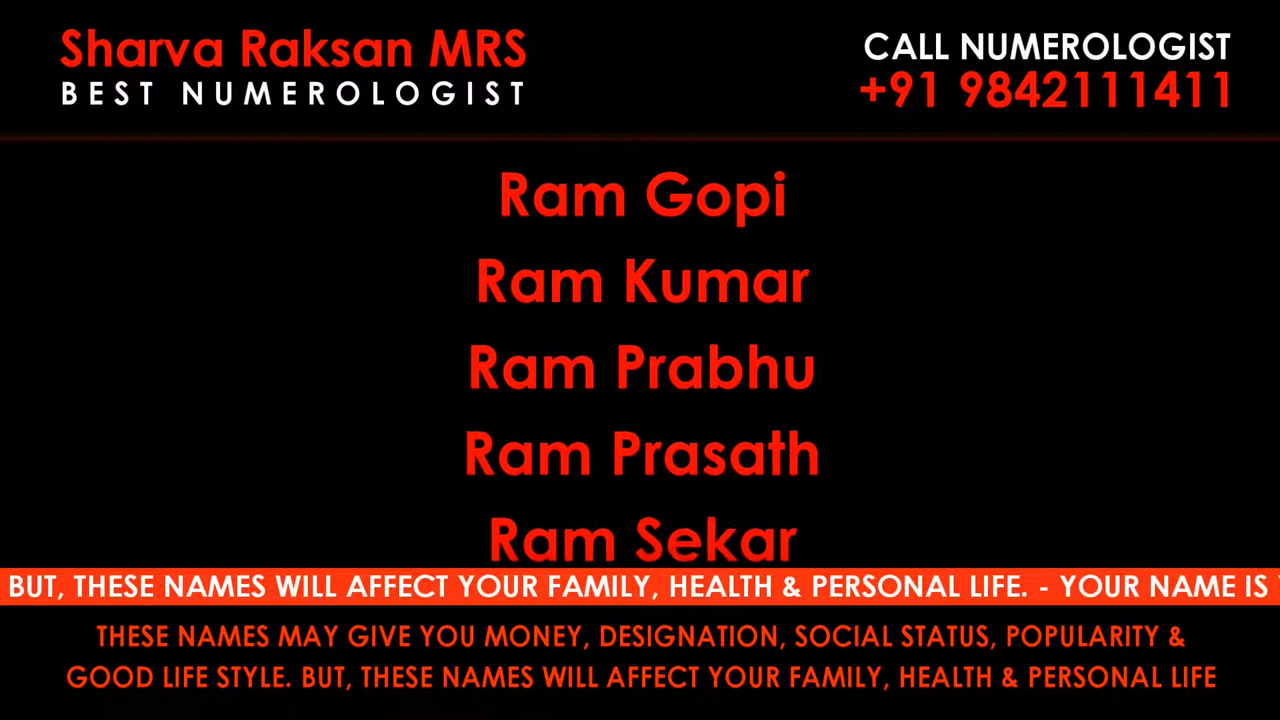 Sharva Raksan MRS
BEST NUMEROLOGIST
CALL NUMEROLOGIST
+91 9842111411
Ram Gopi
Ram Kumar
Ram Prabhu
Ram Prasath
Ram Sekar
BUT, THESE NAMES WILL AFFECT YOUR FAMILY, HEALTH & PERSONAL LIFE. - YOUR NAME IS
THESE NAMES MAY GIVE YOU MONEY, DESIGNATION, SOCIAL STATUS, POPULARITY &
GOOD LIFE STYLE. BUT, THESE NAMES WILL AFFECT YOUR FAMILY, HEALTH & PERSONAL LIFE